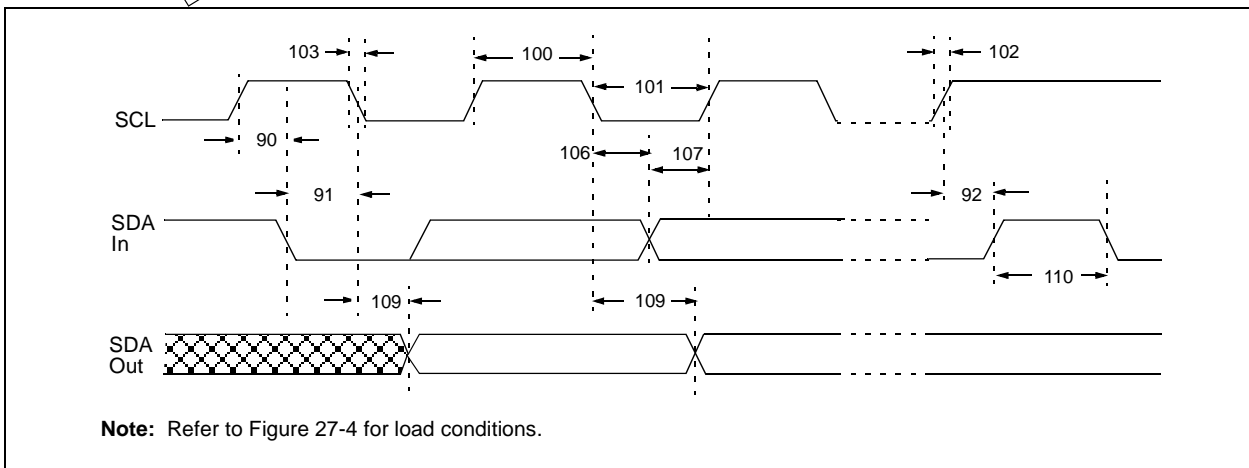 103
100
102
101
SCL
90
106
107
91
92
SDA
In
110
109
109
SDA
Out
Note: Refer to Figure 27-4 for load conditions.